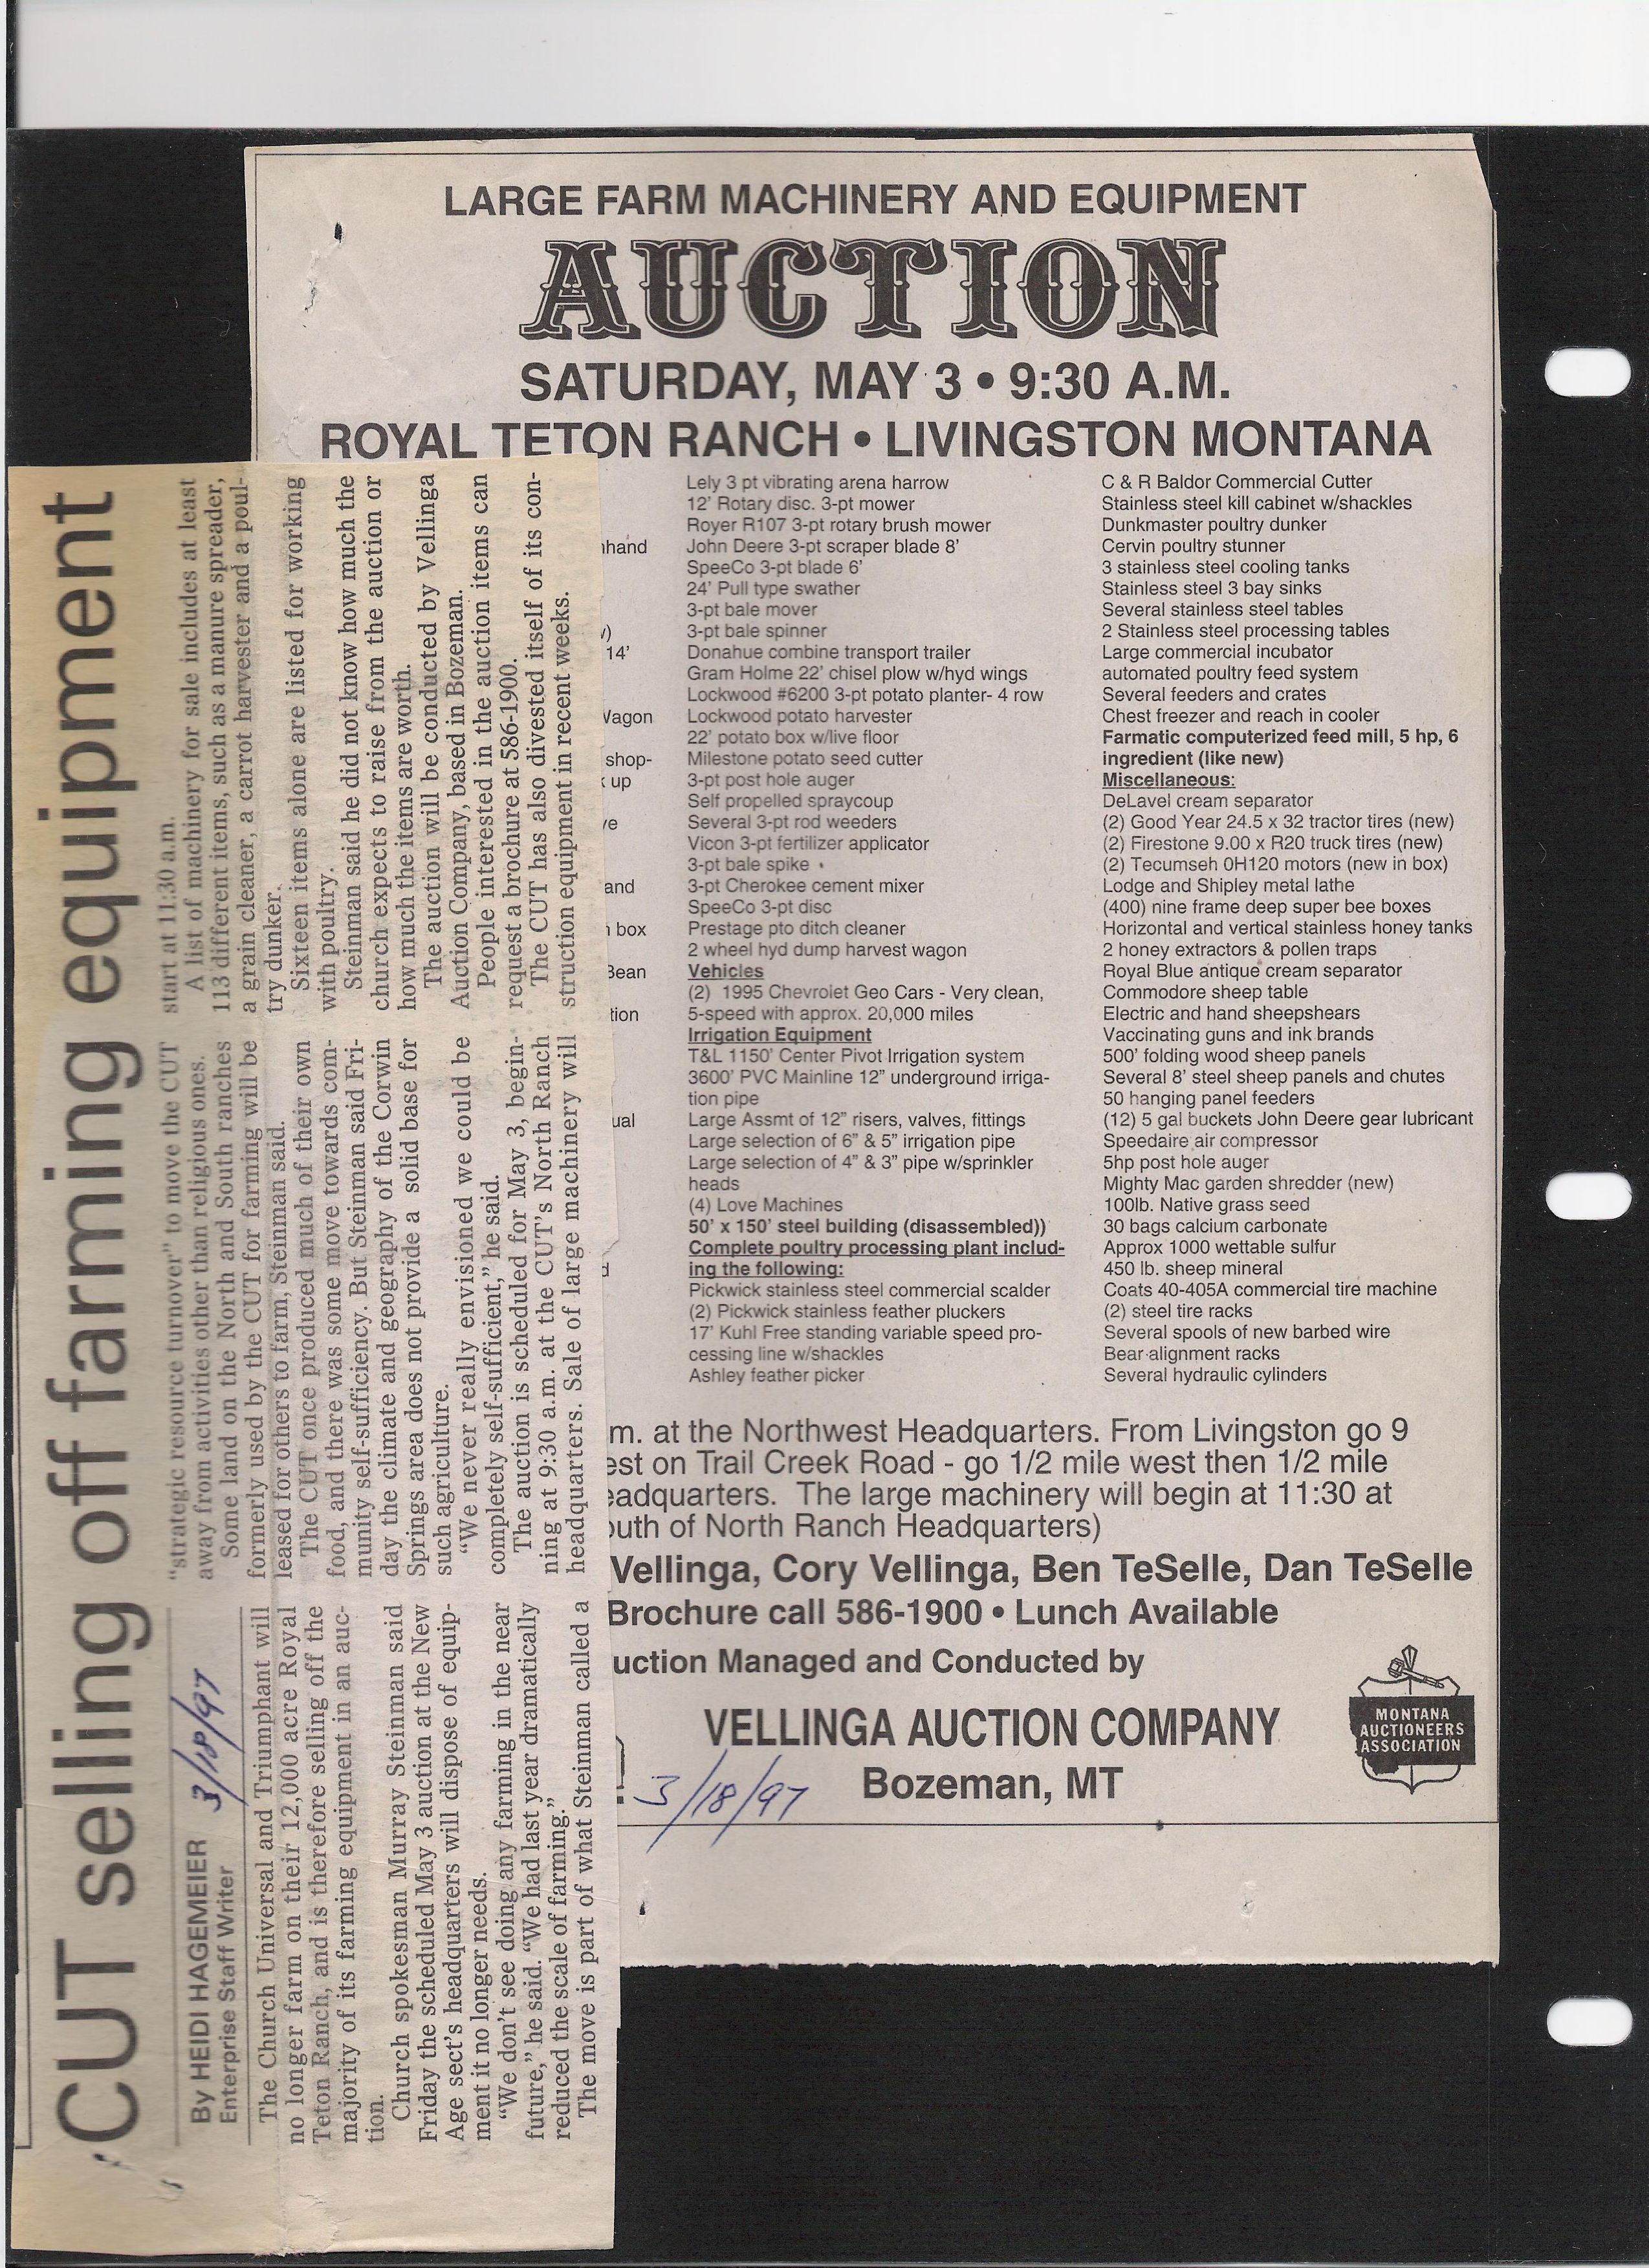 LARGE FARM MACHINERY AND EQUIPMENT
AUCTION
SATURDAY, MAY 3 • 9:30 A.M.
ROYAL TETON RANCH • LIVINGSTON MONTANA
nhand
14'
Wagon
shop-
up
and
box
Bean
tion
ual
Lely 3 pt vibrating arena harrow
12' Rotary disc. 3-pt mower
Royer R107 3-pt rotary brush mower
John Deere 3-pt scraper blade 8'
SpeeCo 3-pt blade 6'
24' Pull type swather
3-pt bale mover
3-pt bale spinner
Donahue combine transport trailer
Gram Holme 22' chisel plow w/hyd wings
Lockwood #6200 3-pt potato planter- 4 row
Lockwood potato harvester
22' potato box w/live floor
Milestone potato seed cutter
3-pt post hole auger
Self propelled spraycoup
Several 3-pt rod weeders
Vicon 3-pt fertilizer applicator
3-pt bale spike
3-pt Cherokee cement mixer
SpeeCo 3-pt disc
Prestage pto ditch cleaner
2 wheel hyd dump harvest wagon
Vehicles
(2) 1995 Chevrolet Geo Cars - Very clean,
5-speed with approx. 20,000 miles
Irrigation Equipment
T&L 1150' Center Pivot Irrigation system
3600' PVC Mainline 12" underground irriga-
tion pipe
Large Assmt of 12" risers, valves, fittings
Large selection of 6" & 5" irrigation pipe
Large selection of 4" & 3" pipe w/sprinkler
heads
(4) Love Machines
50' x 150' steel building (disassembled))
Complete poultry processing plant includ-
ing the following:
Pickwick stainless steel commercial scalder
(2) Pickwick stainless feather pluckers
17' Kuhl Free standing variable speed pro-
cessing line w/shackles
Ashley feather picker
C & R Baldor Commercial Cutter
Stainless steel kill cabinet w/shackles
Dunkmaster poultry dunker
Cervin poultry stunner
3 stainless steel cooling tanks
Stainless steel 3 bay sinks
Several stainless steel tables
2 Stainless steel processing tables
Large commercial incubator
automated poultry feed system
Several feeders and crates
Chest freezer and reach in cooler
Farmatic computerized feed mill, 5 hp, 6
ingredient (like new)
Miscellaneous:
DeLavel cream separator
(2) Good Year 24.5 x 32 tractor tires (new)
(2) Firestone 9.00 x R20 truck tires (new)
(2) Tecumseh 0H120 motors (new in box)
Lodge and Shipley metal lathe
(400) nine frame deep super bee boxes
Horizontal and vertical stainless honey tanks
2 honey extractors & pollen traps
Royal Blue antique cream separator
Commodore sheep table
Electric and hand sheepshears
Vaccinating guns and ink brands
500' folding wood sheep panels
Several 8' steel sheep panels and chutes
50 hanging panel feeders
(12) 5 gal buckets John Deere gear lubricant
Speedaire air compressor
5hp post hole auger
Mighty Mac garden shredder (new)
100lb. Native grass seed
30 bags calcium carbonate
Approx 1000 wettable sulfur
450 lb. sheep mineral
Coats 40-405A commercial tire machine
(2) steel tire racks
Several spools of new barbed wire
Bear alignment racks
Several hydraulic cylinders
m. at the Northwest Headquarters. From Livingston go 9
est on Trail Creek Road - go 1/2 mile west then 1/2 mile
eadquarters. The large machinery will begin at 11:30 at
outh of North Ranch Headquarters)
Vellinga, Cory Vellinga, Ben TeSelle, Dan TeSelle
Brochure call 586-1900 • Lunch Available
uction Managed and Conducted by
VELLINGA AUCTION COMPANY
Bozeman, MT
3/18/97
MONTANA
AUCTIONEERS
ASSOCIATION
CUT selling off farming equipment
By HEIDI HAGEMEIER
Enterprise Staff Writer
3/18/97
The Church Universal and Triumphant will
no longer farm on their 12,000 acre Royal
Teton Ranch, and is therefore selling off the
majority of its farming equipment in an auc-
tion.
Church spokesman Murray Steinman said
Friday the scheduled May 3 auction at the New
Age sect's headquarters will dispose of equip-
ment it no longer needs.
"We don't see doing any farming in the near
future," he said. "We had last year dramatically
reduced the scale of farming."
The move is part of what Steinman called a
"strategic resource turnover" to move the CUT
away from activities other than religious ones.
Some land on the North and South ranches
formerly used by the CUT for farming will be
leased for others to farm, Steinman said.
The CUT once produced much of their own
food, and there was some move towards com-
munity self-sufficiency. But Steinman said Fri-
day the climate and geography of the Corwin
Springs area does not provide a solid base for
such agriculture.
"We never really envisioned we could be
completely self-sufficient," he said.
The auction is scheduled for May 3, begin-
ning at 9:30 a.m. at the CUT's North Ranch
headquarters. Sale of large machinery will
start at 11:30 a.m.
A list of machinery for sale includes at least
113 different items, such as a manure spreader,
a grain cleaner, a carrot harvester and a poul-
try dunker.
Sixteen items alone are listed for working
with poultry.
Steinman said he did not know how much the
church expects to raise from the auction or
how much the items are worth.
The auction will be conducted by Vellinga
Auction Company, based in Bozeman.
People interested in the auction items can
request a brochure at 586-1900.
The CUT has also divested itself of its con-
struction equipment in recent weeks.